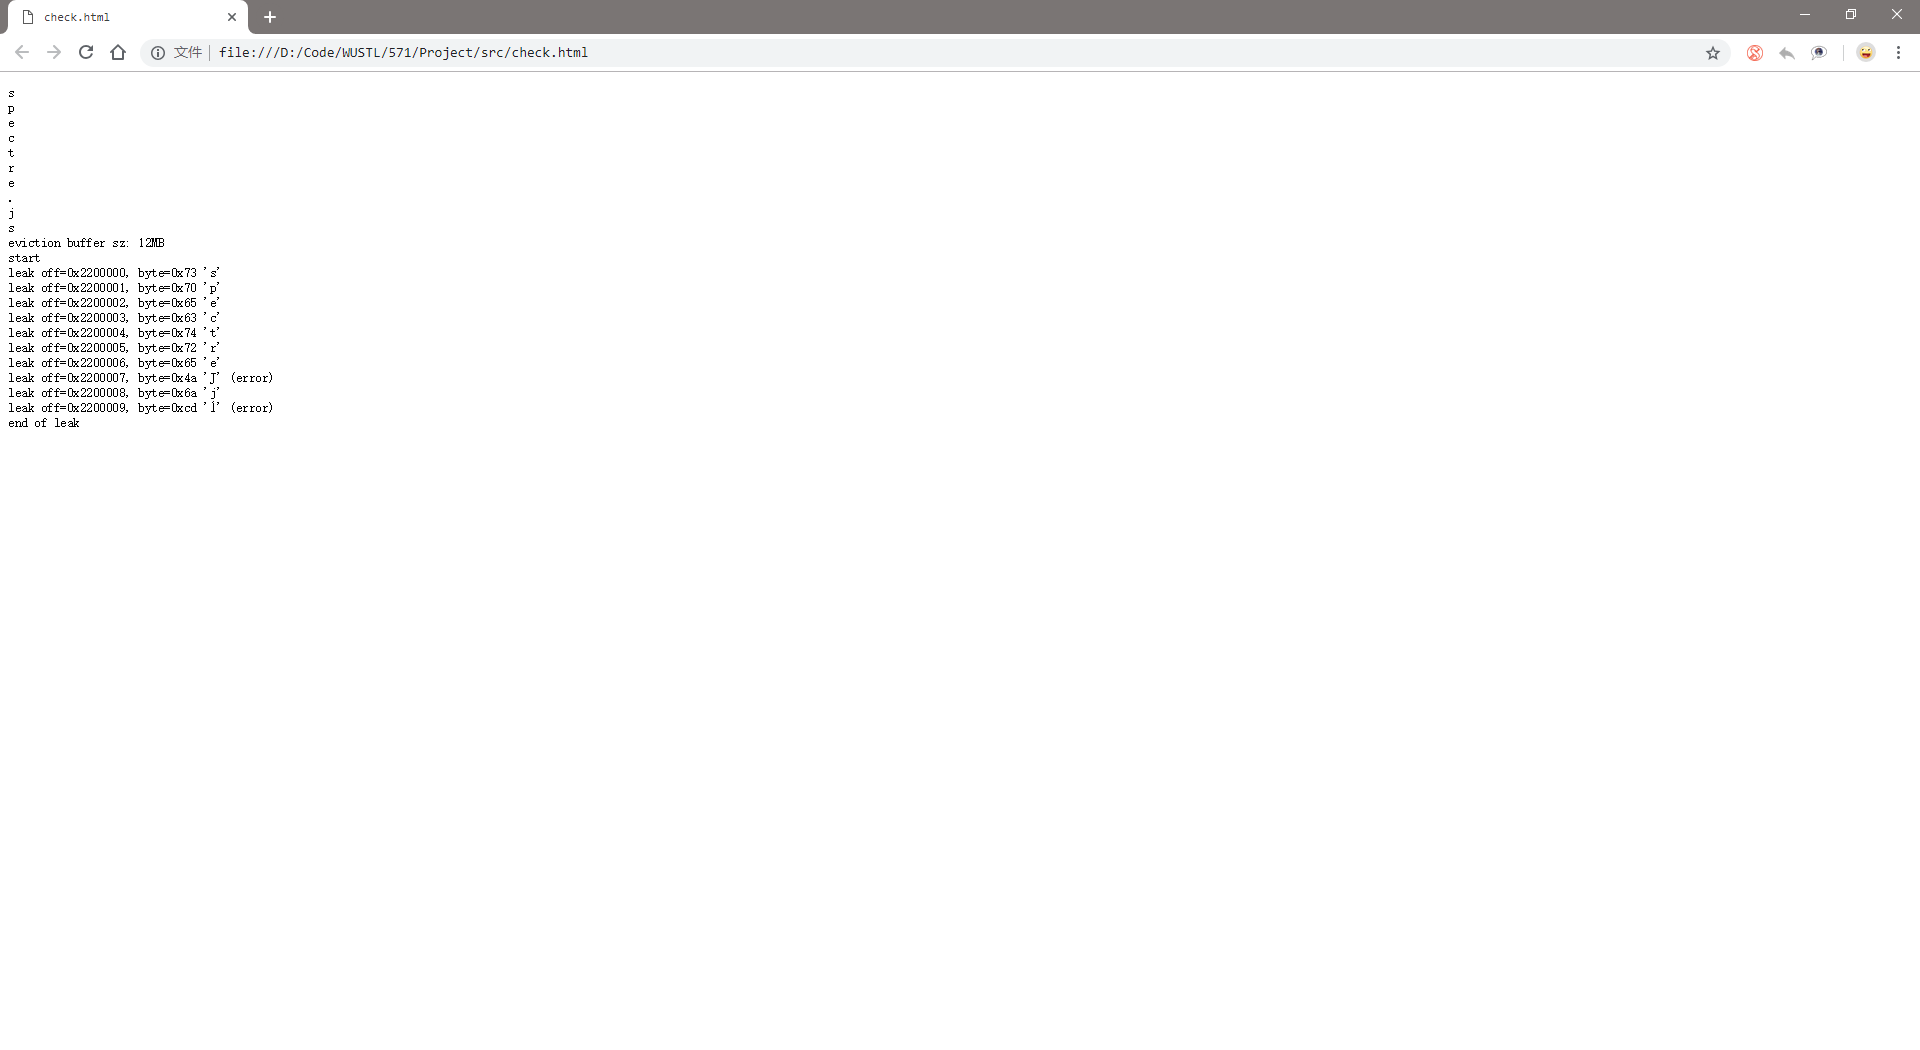 check.html
文件 file:///D:/Code/WUSTL/571/Project/src/check.html
s
p
e
c
t
r
e
.
j
s
eviction buffer sz: 12MB
start
leak off=0x2200000, byte=0x73 's'
leak off=0x2200001, byte=0x70 'p'
leak off=0x2200002, byte=0x65 'e'
leak off=0x2200003, byte=0x63 'c'
leak off=0x2200004, byte=0x74 't'
leak off=0x2200005, byte=0x72 'r'
leak off=0x2200006, byte=0x65 'e'
leak off=0x2200007, byte=0x4a 'J' (error)
leak off=0x2200008, byte=0x6a 'j'
leak off=0x2200009, byte=0xcd 'Í' (error)
end of leak